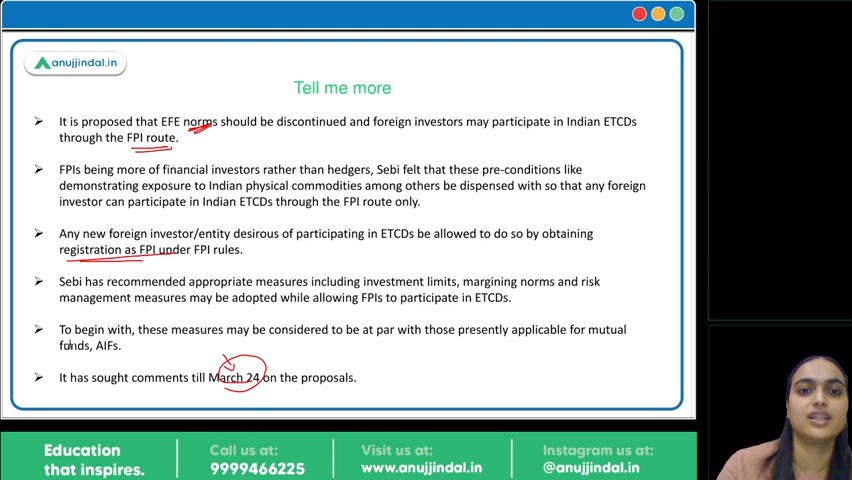 anujjindal.in
Tell me more
It is proposed that EFE norms should be discontinued and foreign investors may participate in Indian ETCDs
through the FPI route.
FPIs being more of financial investors rather than hedgers, Sebi felt that these pre-conditions like
demonstrating exposure to Indian physical commodities among others be dispensed with so that any foreign
investor can participate in Indian ETCDs through the FPI route only.
Any new foreign investor/entity desirous of participating in ETCDs be allowed to do so by obtaining
registration as FPI under FPI rules.
Sebi has recommended appropriate measures including investment limits, margining norms and risk
management measures may be adopted while allowing FPIs to participate in ETCDs.
To begin with, these measures may be considered to be at par with those presently applicable for mutual
funds, AIFs.
It has sought comments till March 24 on the proposals.
Education
that inspires.
Call us at:
9999466225
Visit us at:
www.anujjindal.in
Instagram us at:
@anujjindal.in